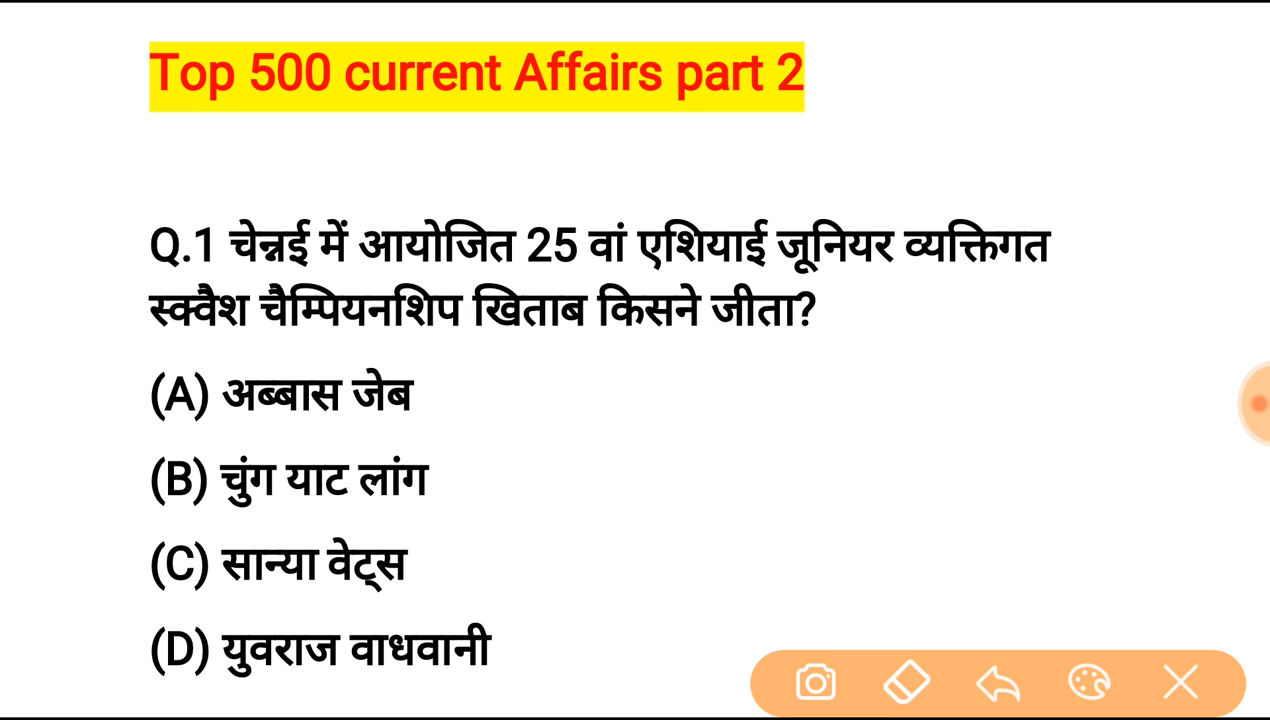 Top 500 current Affairs part 2
Q.1 चेन्नई में आयोजित 25 वां एशियाई जूनियर व्यक्तिगत
स्क्वैश चैम्पियनशिप खिताब किसने जीता?
(A) अब्बास जेब
(B) चुंग याट लांग
(C) सान्या वेट्स
(D) युवराज वाधवानी